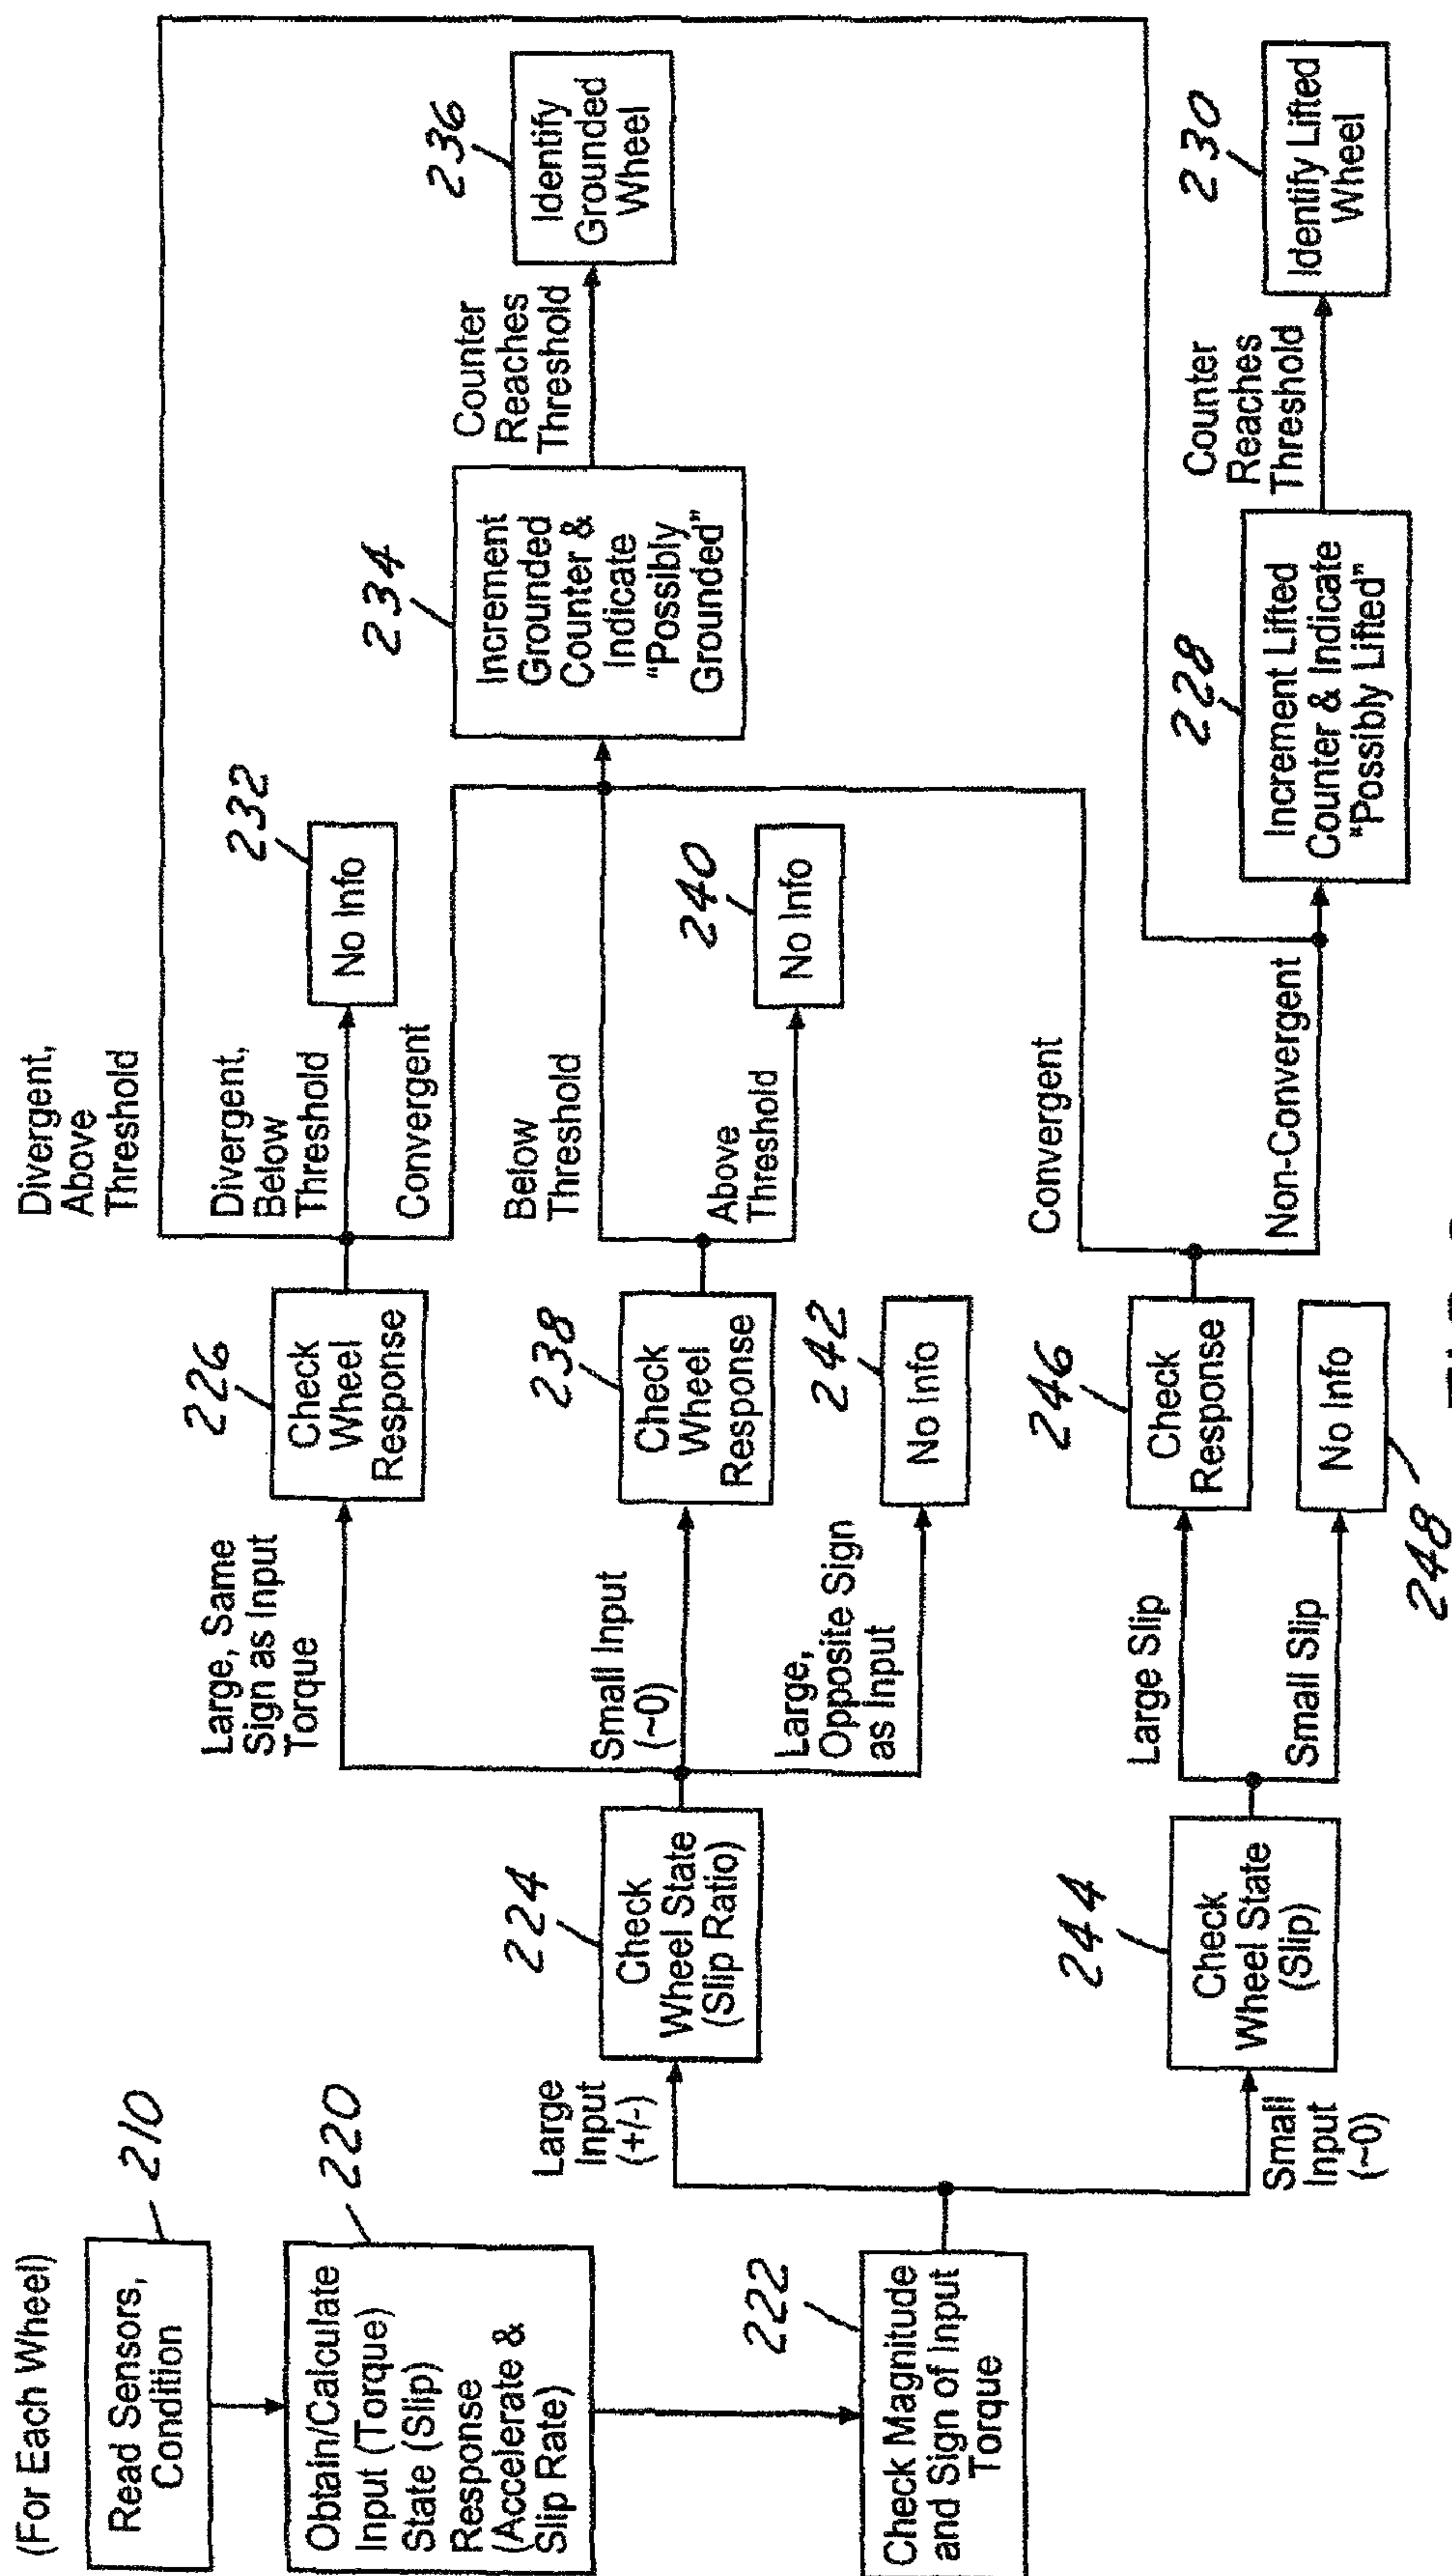 (For Each Wheel)
Read Sensors,
Condition
210
Obtain/Calculate
Input (Torque)
State (Slip)
Response
(Accelerate &
Slip Rate)
220
Check Magnitude
and Sign of Input
Torque
222
Large
Input
(+/-)
Small
Input
(~0)
Check
Wheel State
(Slip Ratio)
224
Large, Same
Sign as Input
Torque
Small Input
(~0)
Large,
Opposite Sign
as Input
Check
Wheel
Response
226
Divergent,
Above
Threshold
Divergent,
Below
Threshold
Convergent
No Info
232
Check
Wheel
Response
238
Below
Threshold
Above
Threshold
No Info
240
No Info
242
Check
Wheel State
(Slip)
244
Large Slip
Small Slip
Check
Response
246
No Info
248
Convergent
Non-Convergent
Increment
Grounded
Counter &
Indicate
"Possibly
Grounded"
234
Counter
Reaches
Threshold
Identify
Grounded
Wheel
236
Increment Lifted
Counter & Indicate
"Possibly Lifted"
228
Counter
Reaches
Threshold
Identify Lifted
Wheel
230